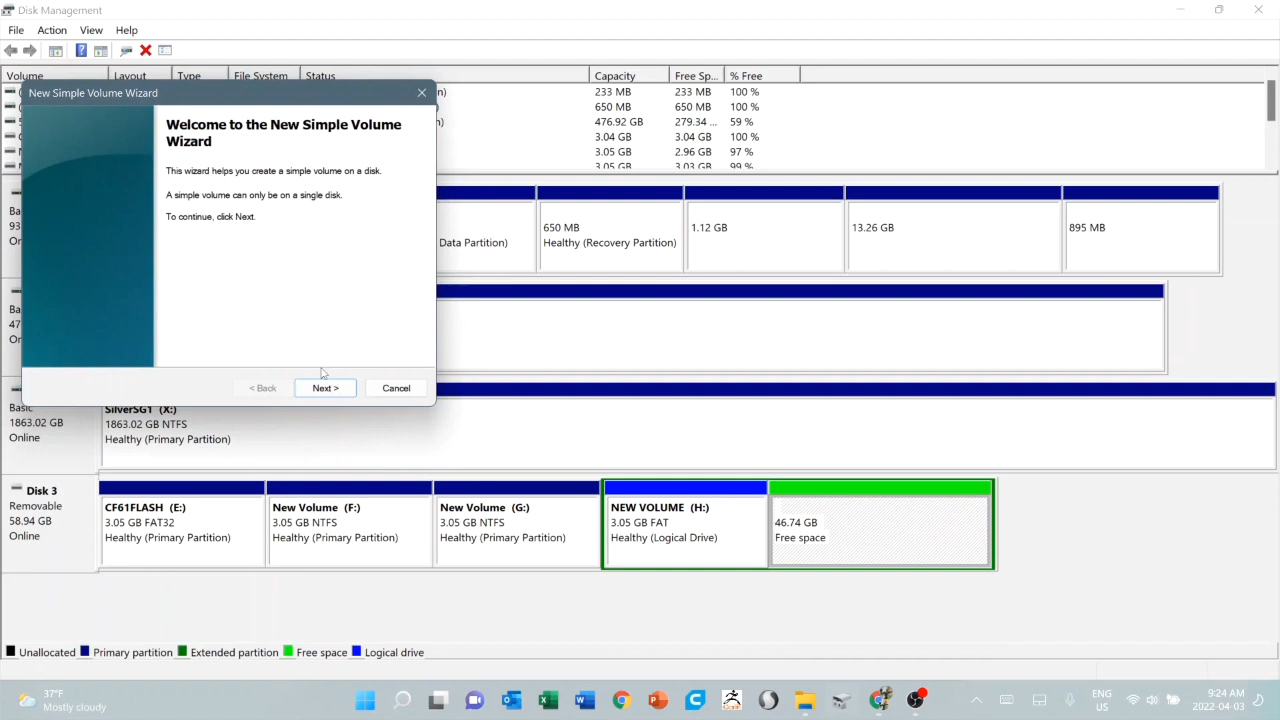 Disk Management
File Action View Help
Volume Layout Type File System Status Capacity Free Sp... % Free
233 MB 233 MB 100 %
650 MB 650 MB 100 %
476.92 GB 279.34 ... 59 %
3.04 GB 3.04 GB 100 %
3.05 GB 2.96 GB 97 %
3.05 GB 3.03 GB 99 %
New Simple Volume Wizard
Welcome to the New Simple Volume
Wizard
This wizard helps you create a simple volume on a disk.
A simple volume can only be on a single disk.
To continue, click Next.
< Back Next > Cancel
Data Partition)
650 MB
Healthy (Recovery Partition)
1.12 GB
13.26 GB
895 MB
Basic
1863.02 GB
Online
SilverSG1 (X:)
1863.02 GB NTFS
Healthy (Primary Partition)
Disk 3
Removable
58.94 GB
Online
CF61FLASH (E:)
3.05 GB FAT32
Healthy (Primary Partition)
New Volume (F:)
3.05 GB NTFS
Healthy (Primary Partition)
New Volume (G:)
3.05 GB NTFS
Healthy (Primary Partition)
NEW VOLUME (H:)
3.05 GB FAT
Healthy (Logical Drive)
46.74 GB
Free space
Unallocated Primary partition Extended partition Free space Logical drive
37°F
Mostly cloudy
ENG
US
9:24 AM
2022-04-03